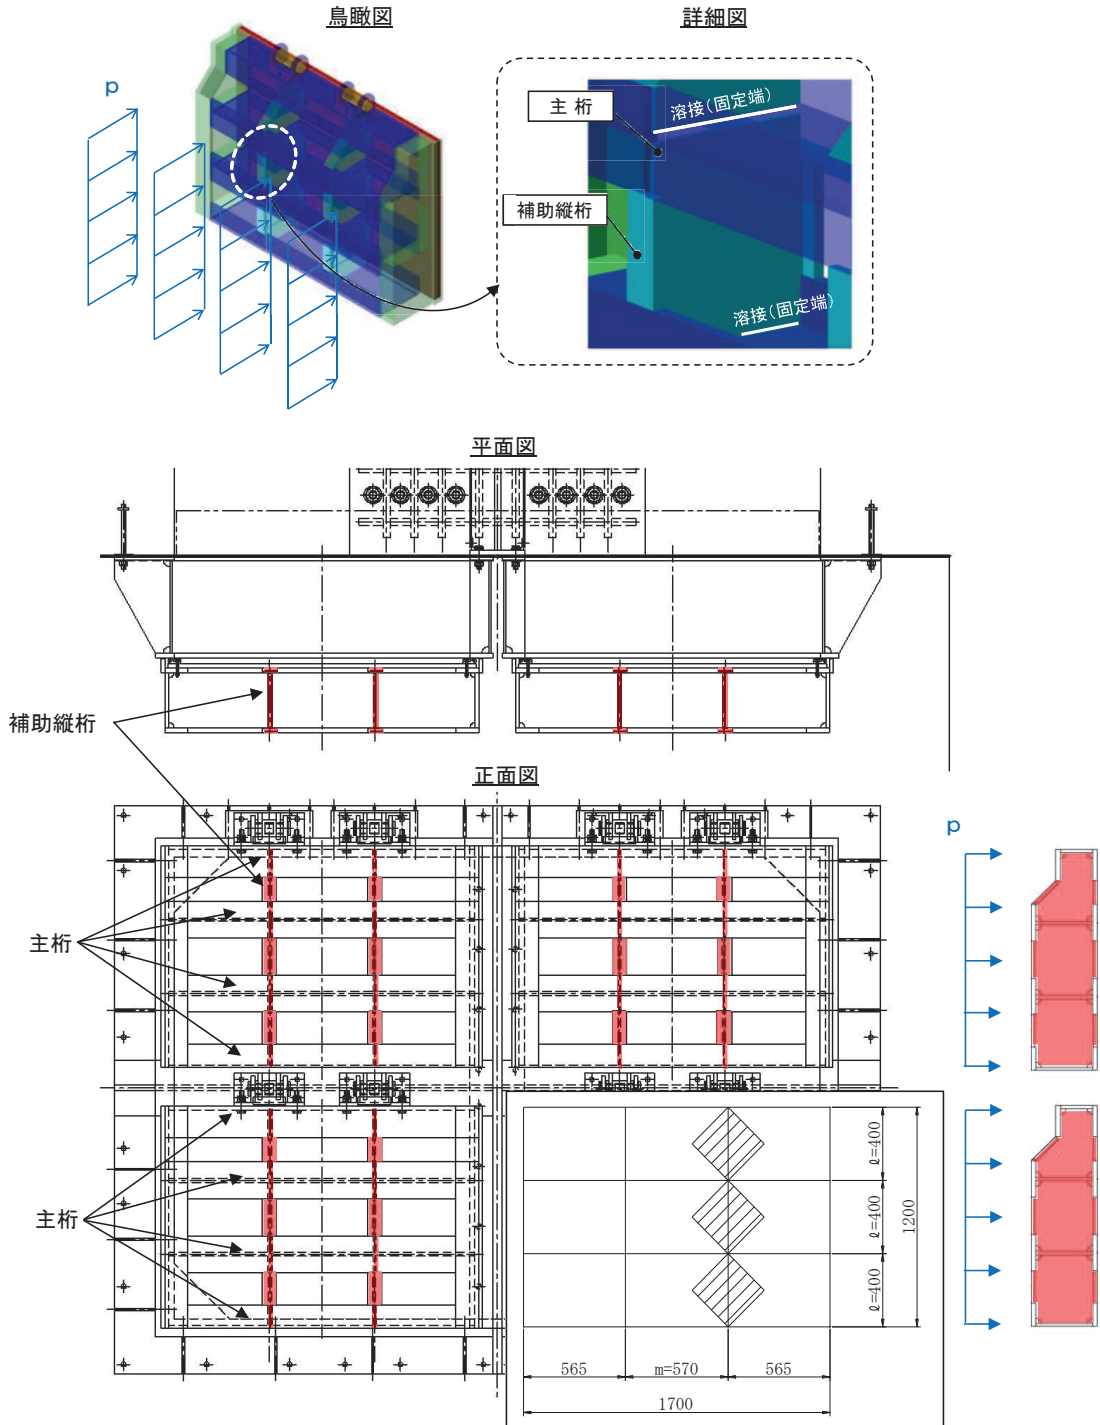 鳥瞰図
詳細図
p
主 桁
溶接(固定端)
補助縦桁
溶接(固定端)
平面図
補助縦桁
正面図
p
主桁
主桁
ℓ=400
ℓ=400
1200
ℓ=400
565
m=570
565
1700